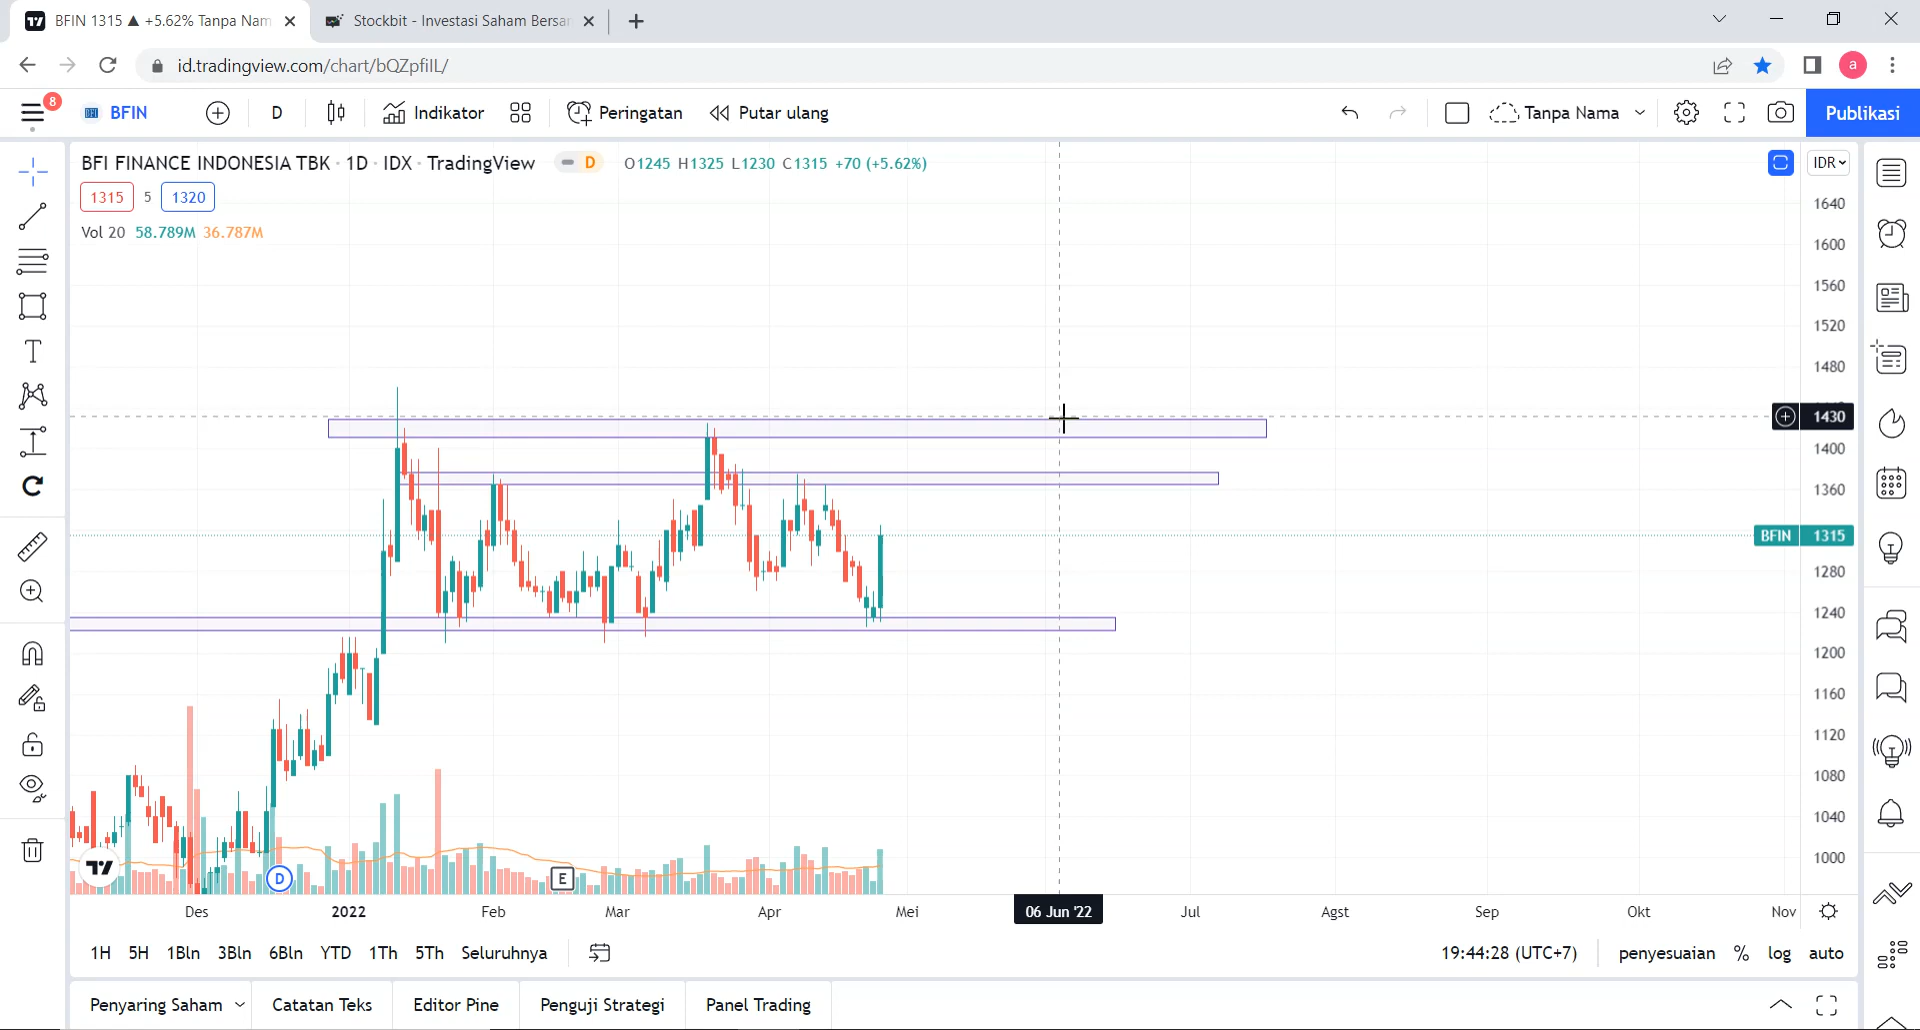 BFIN 1315 ▲ +5.62% Tanpa Nam
Stockbit - Investasi Saham Bersan
id.tradingview.com/chart/bQZpfilL/
a
8
BFIN
D
Indikator
Peringatan
Putar ulang
Tanpa Nama
Publikasi
BFI FINANCE INDONESIA TBK · 1D · IDX · TradingView
D
O1245 H1325 L1230 C1315 +70 (+5.62%)
IDR
1315
5
1320
Vol 20 58.789M 36.787M
1640
1600
1560
1520
1480
1430
1400
1360
BFIN 1315
1280
1240
1200
1160
1120
1080
1040
1000
D
E
Des
2022
Feb
Mar
Apr
Mei
06 Jun '22
Jul
Agst
Sep
Okt
Nov
1H
5H
1Bln
3Bln
6Bln
YTD
1Th
5Th
Seluruhnya
19:44:28 (UTC+7)
penyesuaian
%
log
auto
Penyaring Saham
Catatan Teks
Editor Pine
Penguji Strategi
Panel Trading